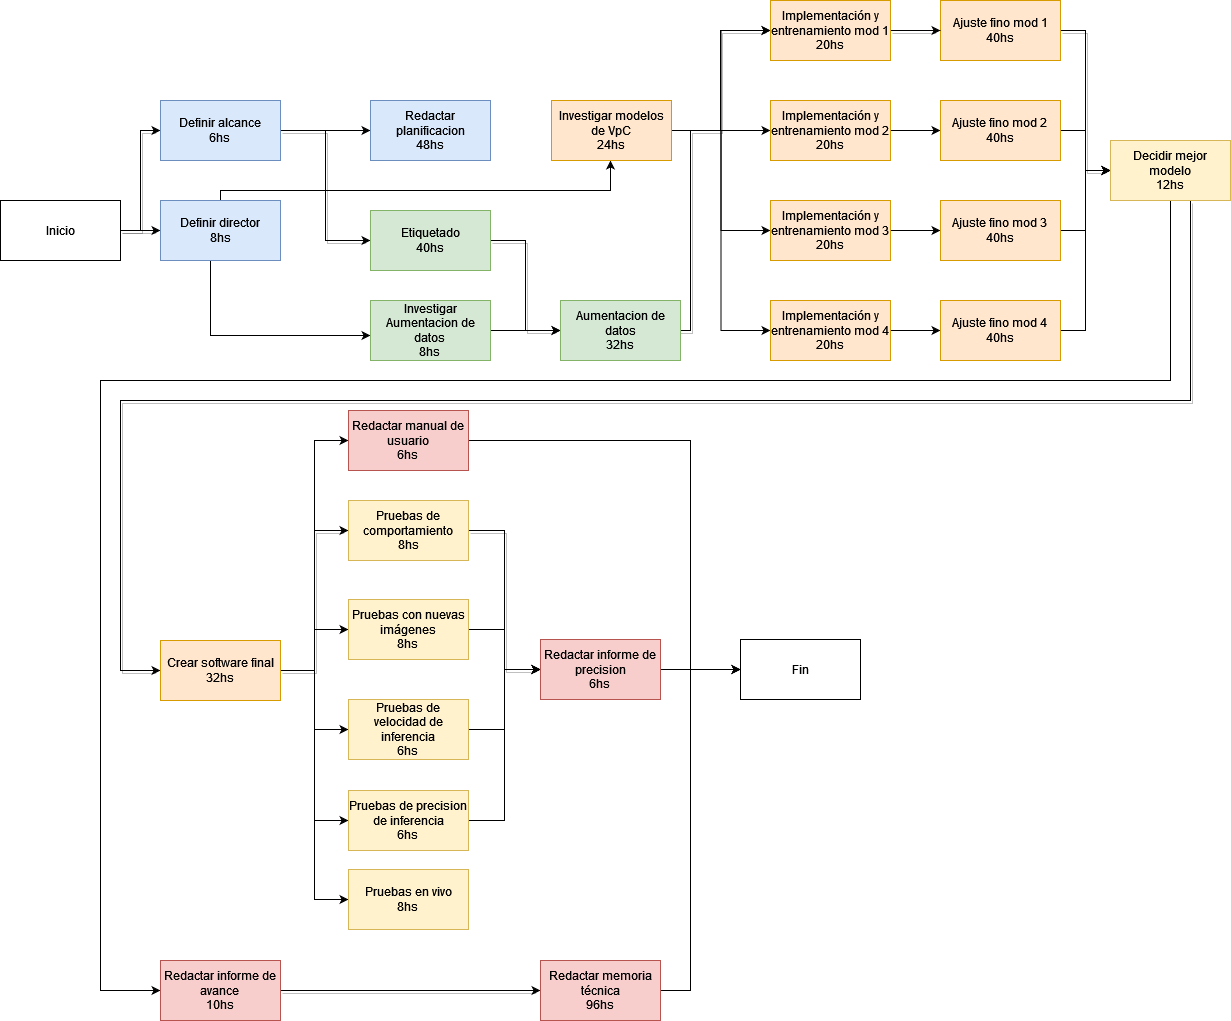 Implementación y
entrenamiento mod 1
20hs
Ajuste fino mod 1
40hs
Definir alcance
6hs
Redactar
planificacion
48hs
Investigar modelos
de VpC
24hs
Implementación y
entrenamiento mod 2
20hs
Ajuste fino mod 2
40hs
Decidir mejor
modelo
12hs
Inicio
Definir director
8hs
Etiquetado
40hs
Implementación y
entrenamiento mod 3
20hs
Ajuste fino mod 3
40hs
Investigar
Aumentacion de
datos
8hs
Aumentacion de
datos
32hs
Implementación y
entrenamiento mod 4
20hs
Ajuste fino mod 4
40hs
Redactar manual de
usuario
6hs
Pruebas de
comportamiento
8hs
Pruebas con nuevas
imágenes
8hs
Crear software final
32hs
Redactar informe de
precision
6hs
Fin
Pruebas de
velocidad de
inferencia
6hs
Pruebas de precision
de inferencia
6hs
Pruebas en vivo
8hs
Redactar informe de
avance
10hs
Redactar memoria
técnica
96hs